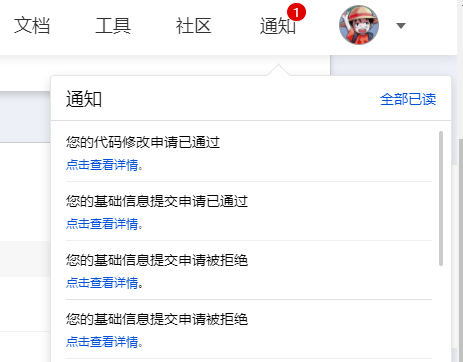 文档 工具 社区 通知 1
通知 全部已读
您的代码修改申请已通过
点击查看详情。
您的基础信息提交申请已通过
点击查看详情。
您的基础信息提交申请被拒绝
点击查看详情。
您的基础信息提交申请被拒绝
点击查看详情。